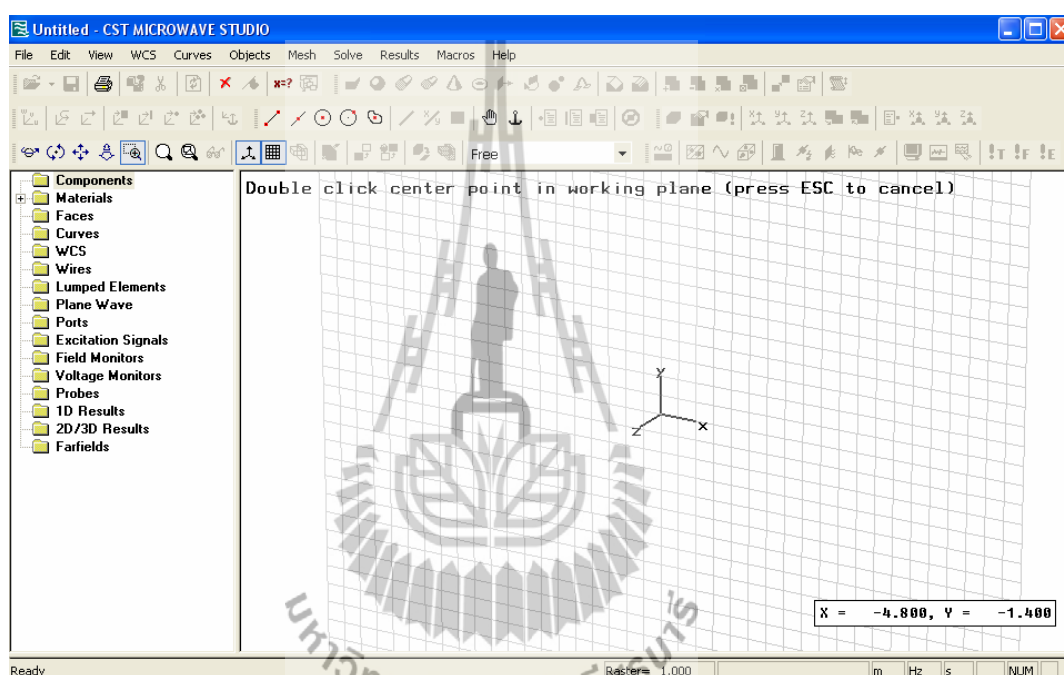 Untitled - CST MICROWAVE STUDIO
File Edit View WCS Curves Objects Mesh Solve Results Macros Help
Free
Components
Materials
Faces
Curves
WCS
Wires
Lumped Elements
Plane Wave
Ports
Excitation Signals
Field Monitors
Voltage Monitors
Probes
1D Results
2D/3D Results
Farfields
Double click center point in working plane (press ESC to cancel)
y
x
z
X = -4.800, Y = -1.400
Ready Raster= 1.000 m Hz s NUM